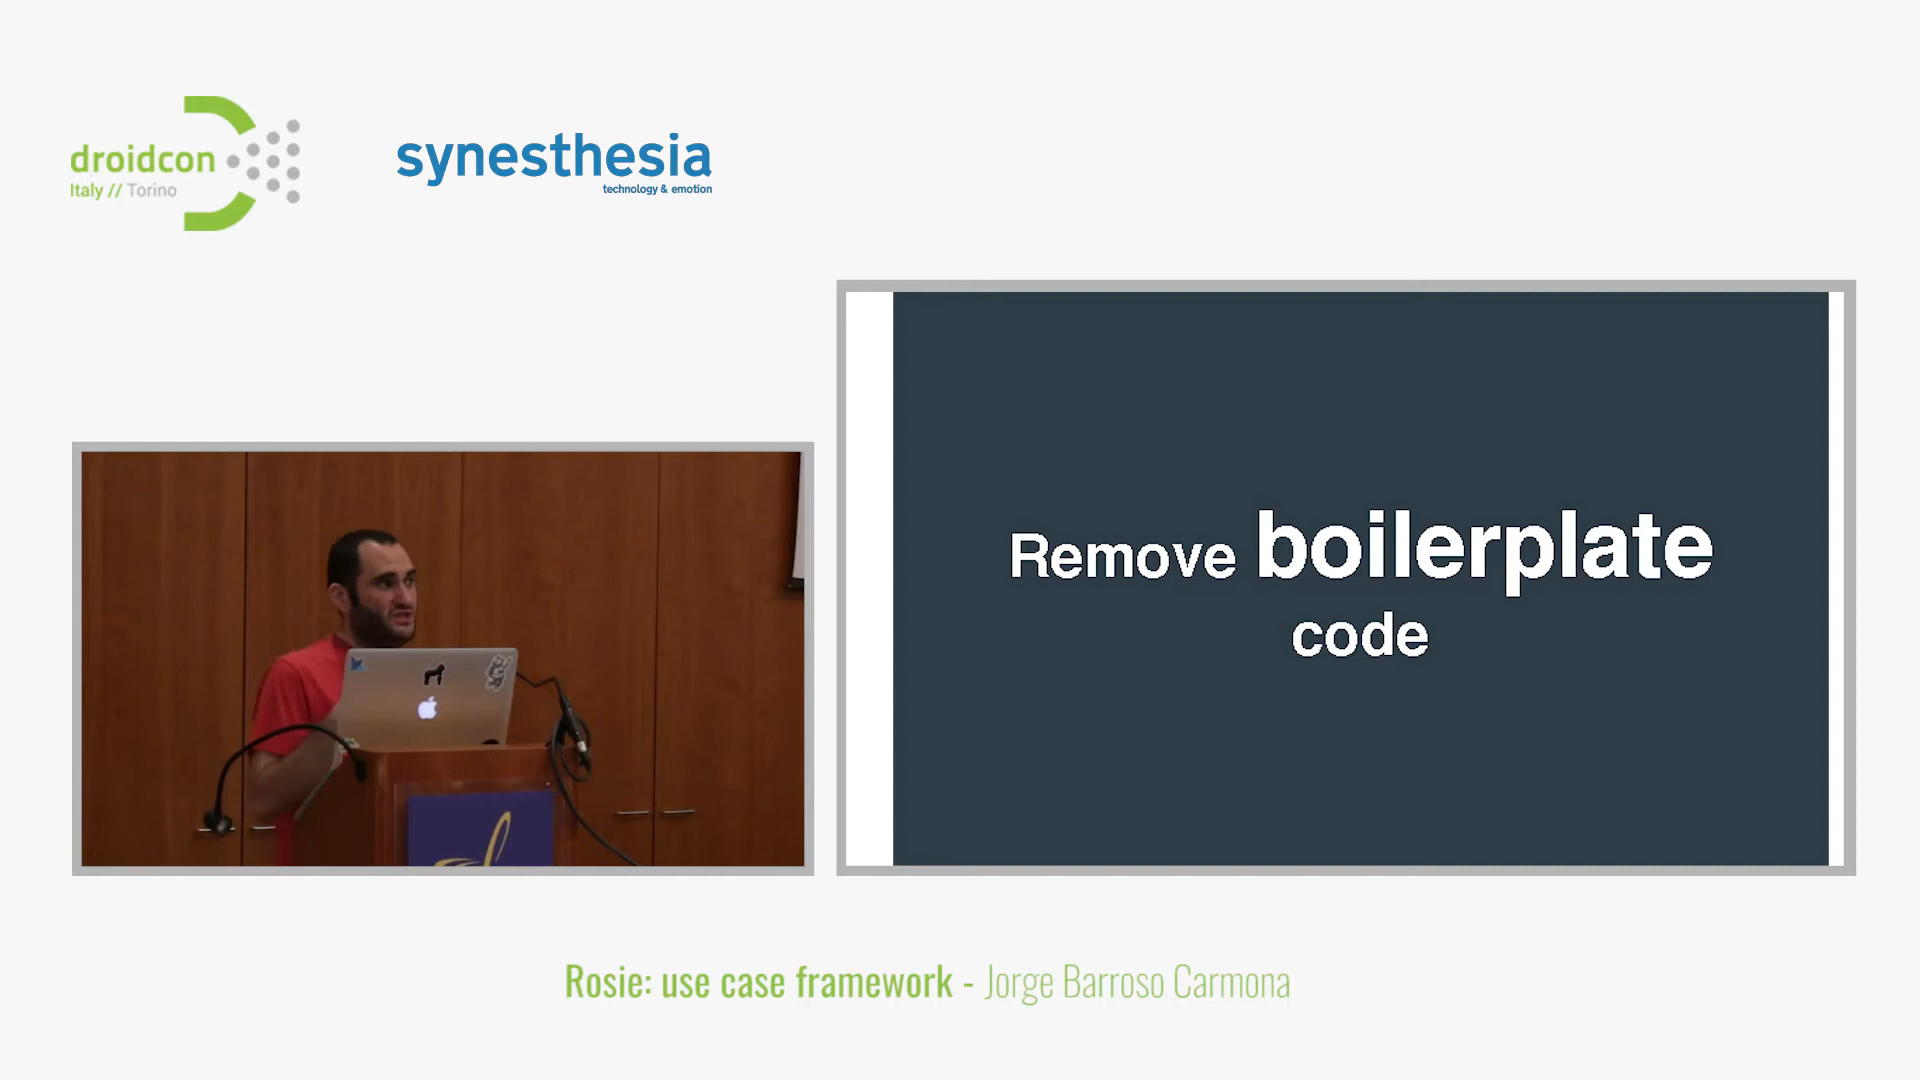 droidcon
Italy // Torino
synesthesia
technology & emotion
Remove boilerplate
code
Rosie: use case framework - Jorge Barroso Carmona